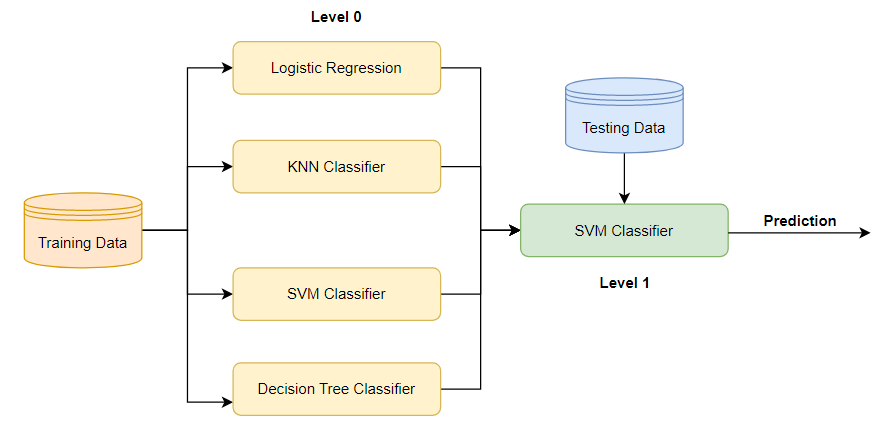 Level 0
Logistic Regression
KNN Classifier
Training Data
SVM Classifier
Decision Tree Classifier
Testing Data
SVM Classifier
Level 1
Prediction